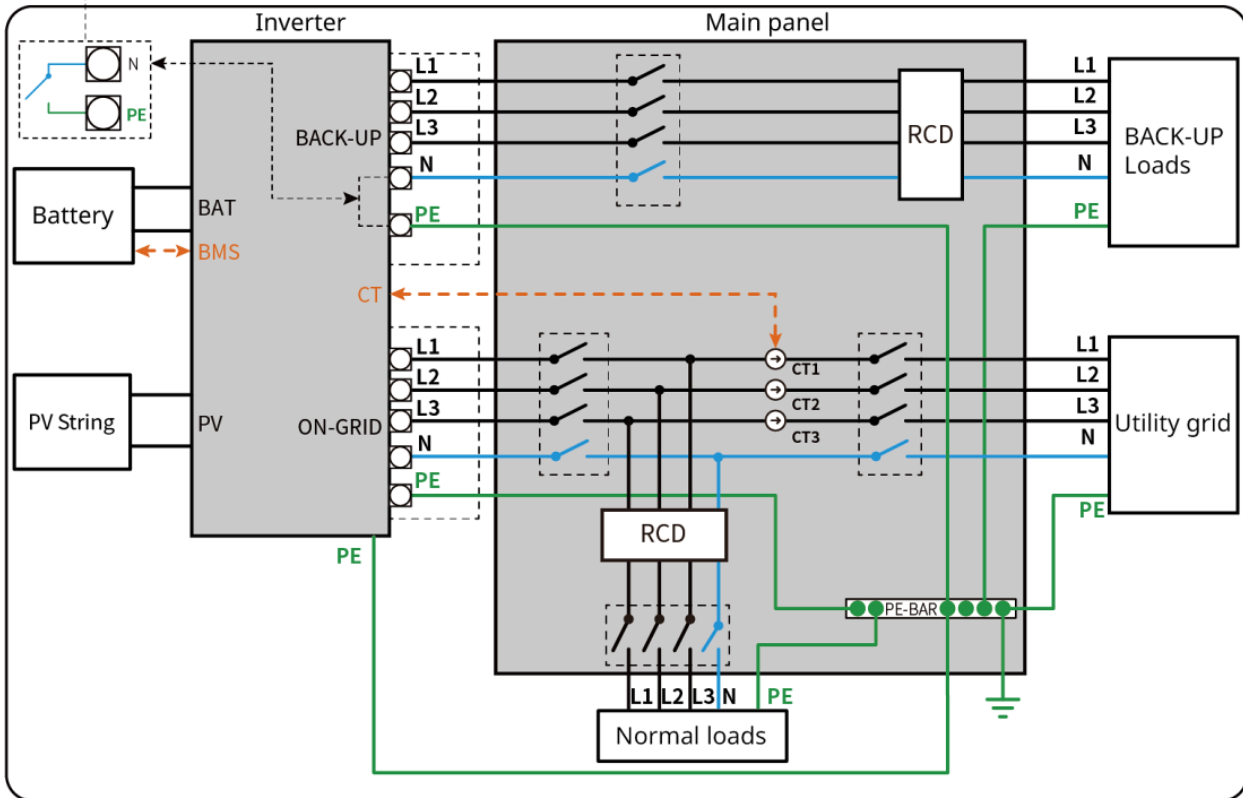 Inverter
Main panel
N
PE
L1
L2
L3
N
PE
BACK-UP
RCD
L1
L2
L3
N
PE
BACK-UP
Loads
Battery
BAT
BMS
CT
L1
L2
L3
N
PE
ON-GRID
CT1
CT2
CT3
L1
L2
L3
N
PE
Utility grid
PV String
PV
RCD
PE
PE-BAR
L1 L2 L3 N PE
Normal loads